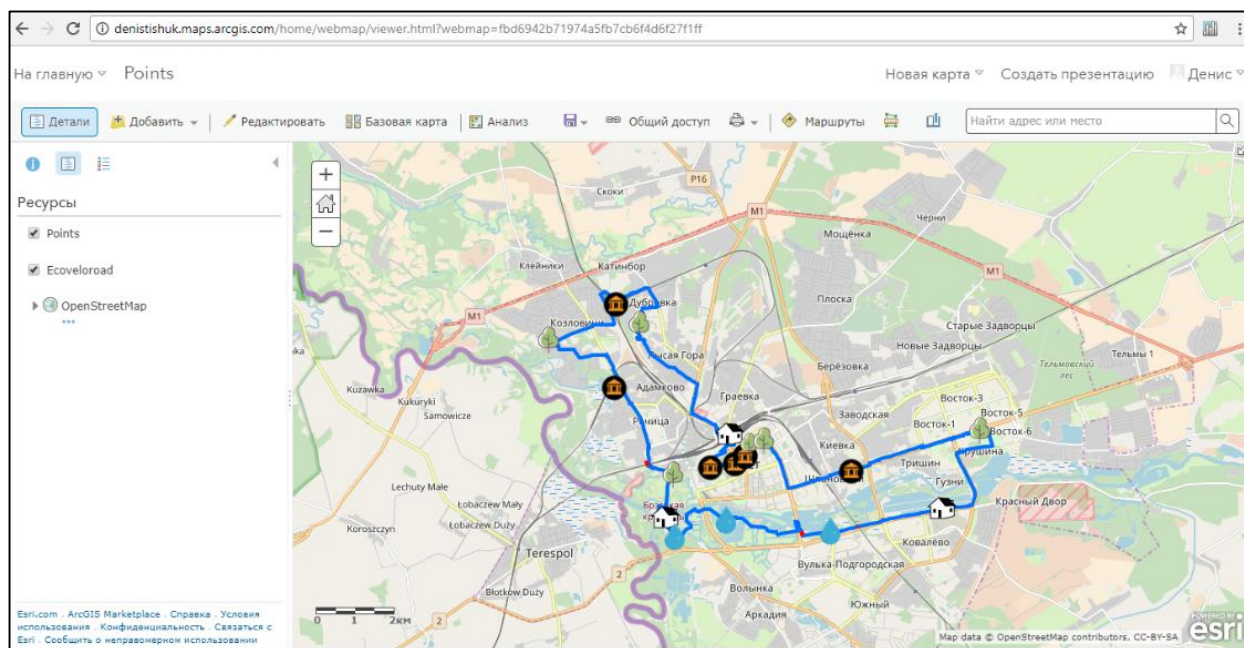 denistishuk.maps.arcgis.com/home/webmap/viewer.html?webmap=fbd6942b71974a5fb7cb6f4d6f27f1ff
На главную Points Новая карта Создать презентацию Денис
Детали Добавить Редактировать Базовая карта Анализ Общий доступ Маршруты Найти адрес или место
Ресурсы
Points
Ecoveloroad
OpenStreetMap
+
−
Скоки
P16
M1
Черни
Мощёнка
Клейники
Катинбор
M1
Плоска
Дубровка
M1
Козловичи
Старые Задворцы
Лысая Гора
Новые Задворцы
Тельмы 1
Тельмовский
лес
Kuzawka
Адамково
Берёзовка
Kukuryki
Samowicze
Граевка
Восток-3
Заводская
Восток-5
Речица
Восток-1
Восток-6
Киевка
Тришин
Гузни
Lechuty Małe
Красный Двор
Łobaczew Mały
Koroszczyn
Łobaczew Duży
Ковалёво
Terespol
Вулька-Подгородская
2
Волынка
Błotków Duży
Южный
Аркадия
2
0 1 2км
Esri.com . ArcGIS Marketplace . Справка . Условия
использования . Конфиденциальность . Связаться с
Esri . Сообщить о неправомерном использовании
Map data © OpenStreetMap contributors, CC-BY-SA
POWERED BY
esri